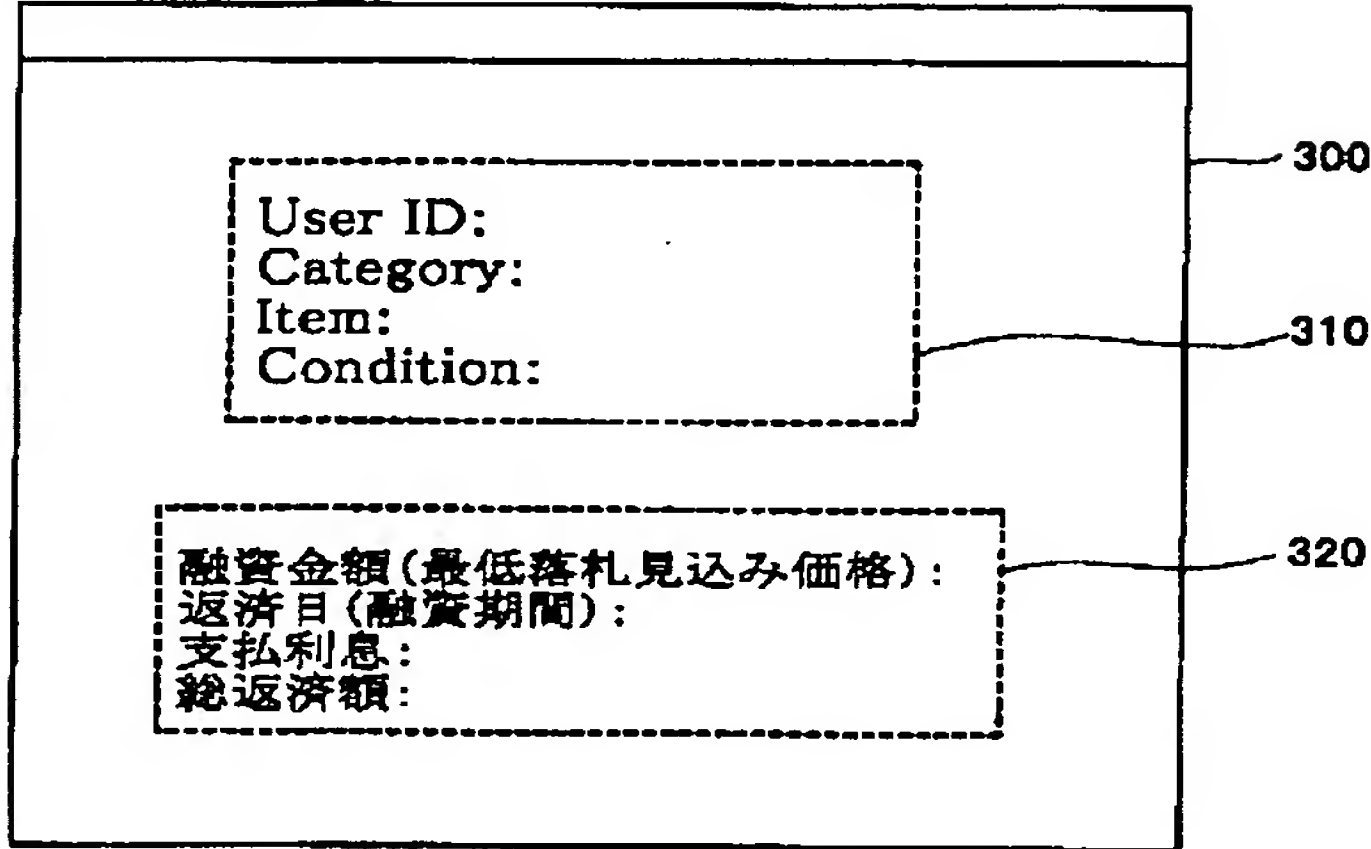 300
User ID:
Category:
Item:
Condition:
310
320
融資金額(最低落札見込み価格):
返済日(融資期間):
支払利息:
総返済額: